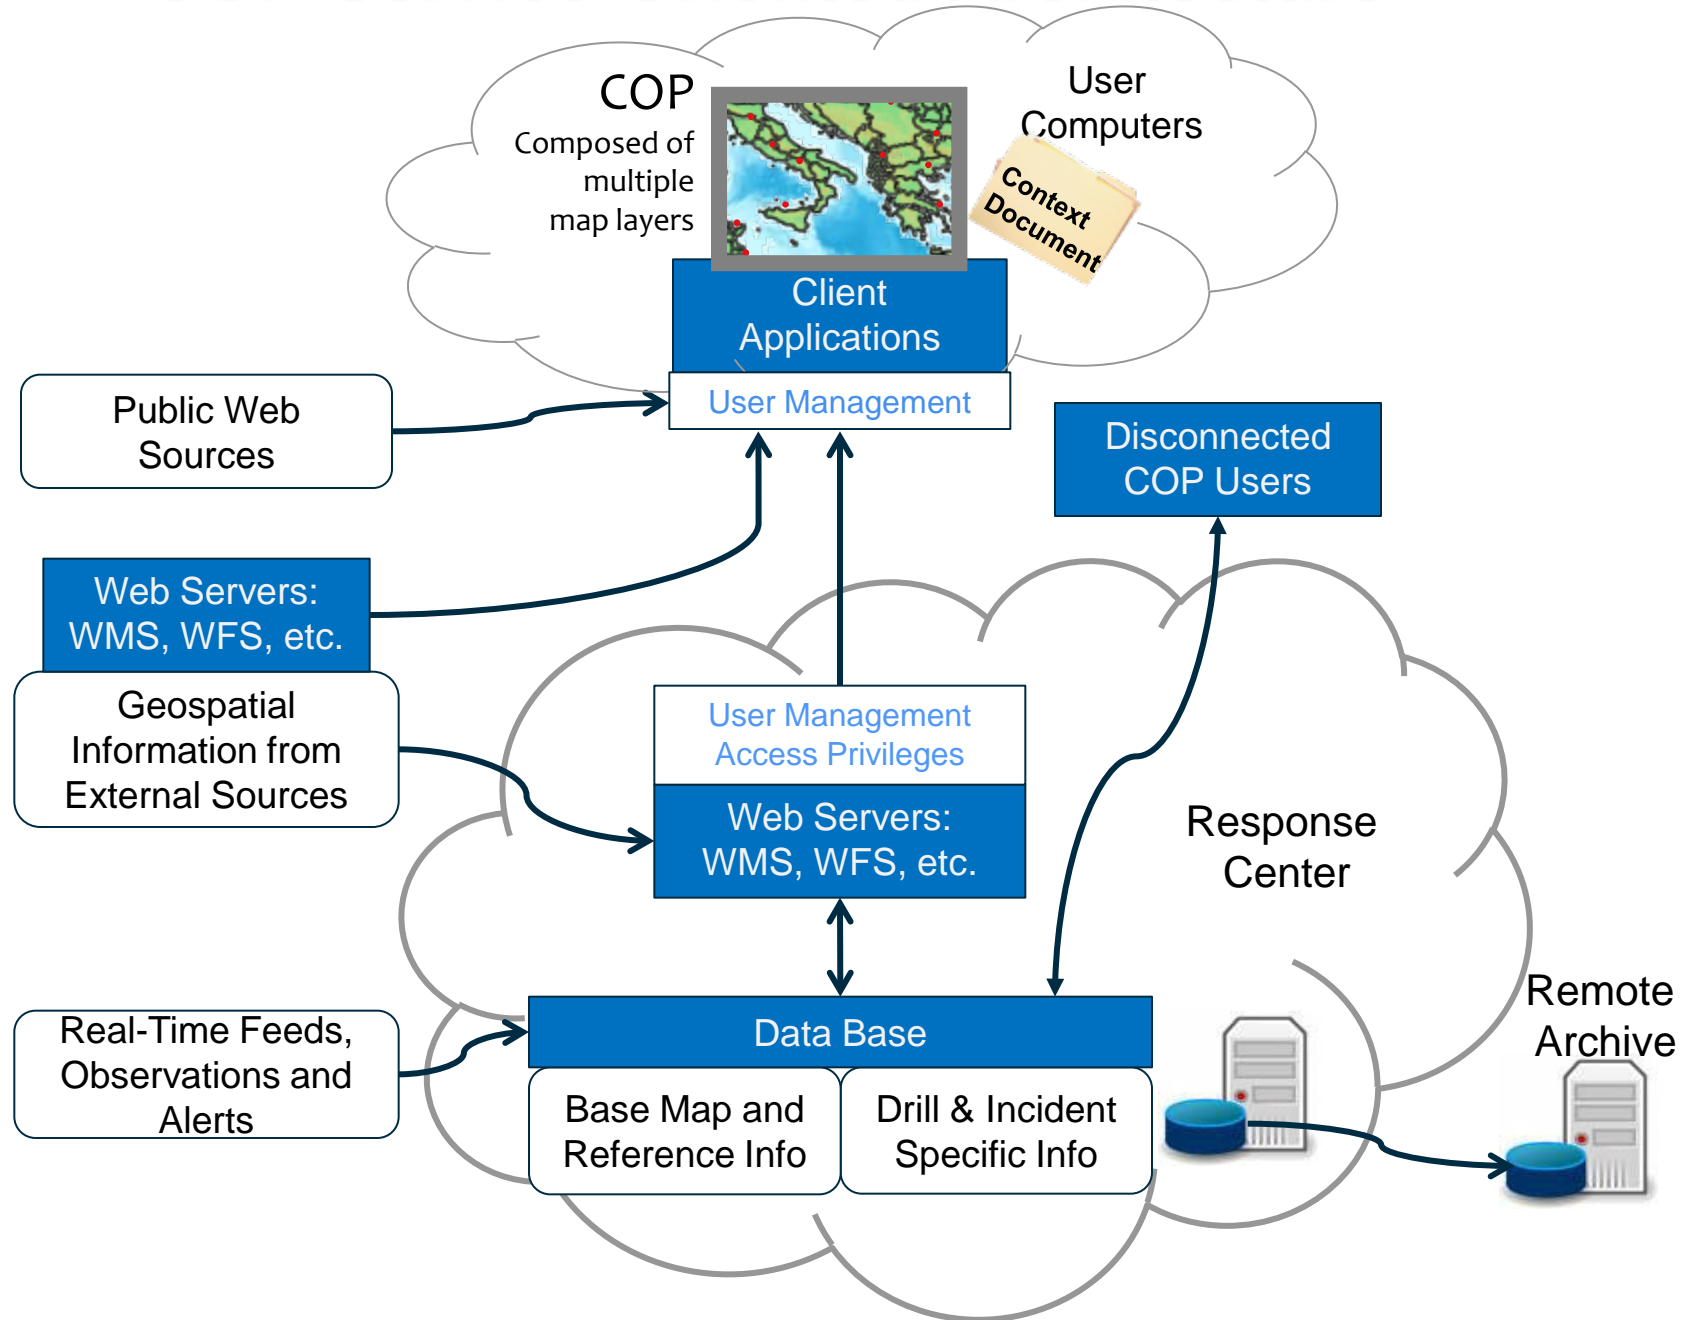 COP
Composed of
multiple
map layers
User
Computers
Context
Document
Client
Applications
User Management
Public Web
Sources
Disconnected
COP Users
Web Servers:
WMS, WFS, etc.
Geospatial
Information from
External Sources
User Management
Access Privileges
Web Servers:
WMS, WFS, etc.
Response
Center
Real-Time Feeds,
Observations and
Alerts
Data Base
Base Map and
Reference Info
Drill & Incident
Specific Info
Remote
Archive